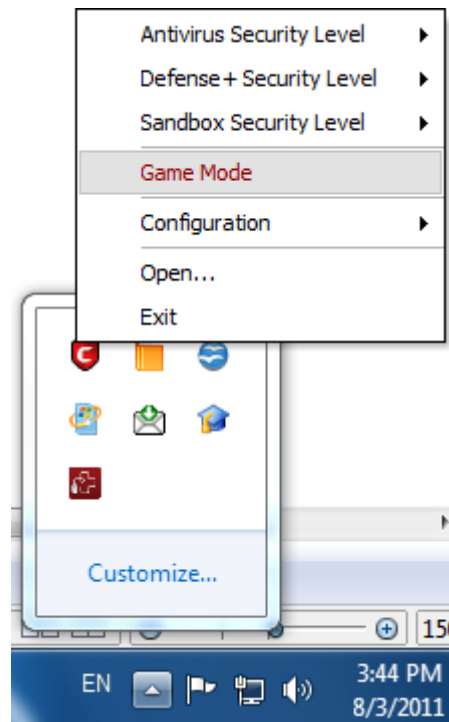 Antivirus Security Level
Defense+ Security Level
Sandbox Security Level
Game Mode
Configuration
Open...
Exit
Customize...
150
EN
3:44 PM
8/3/2011